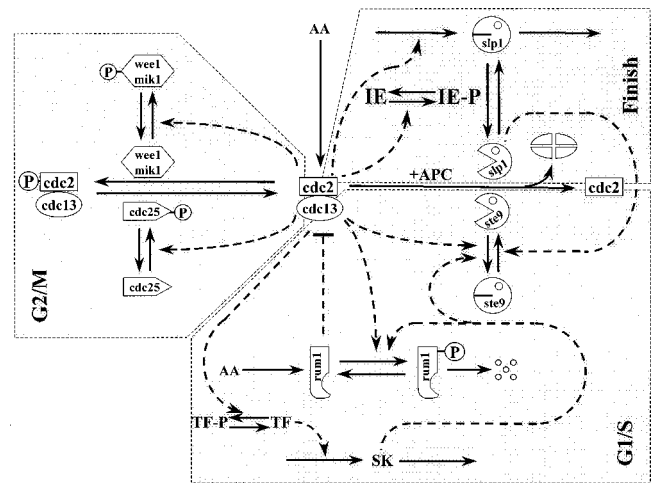 AA
wee1
mik1
P
slp1
IE
IE-P
Finish
wee1
mik1
slp1
+APC
P
cdc2
cdc13
cdc2
cdc13
cdc2
cdc25
P
ste9
cdc25
ste9
G2/M
AA
rum1
rum1
P
TF-P
TF
SK
G1/S